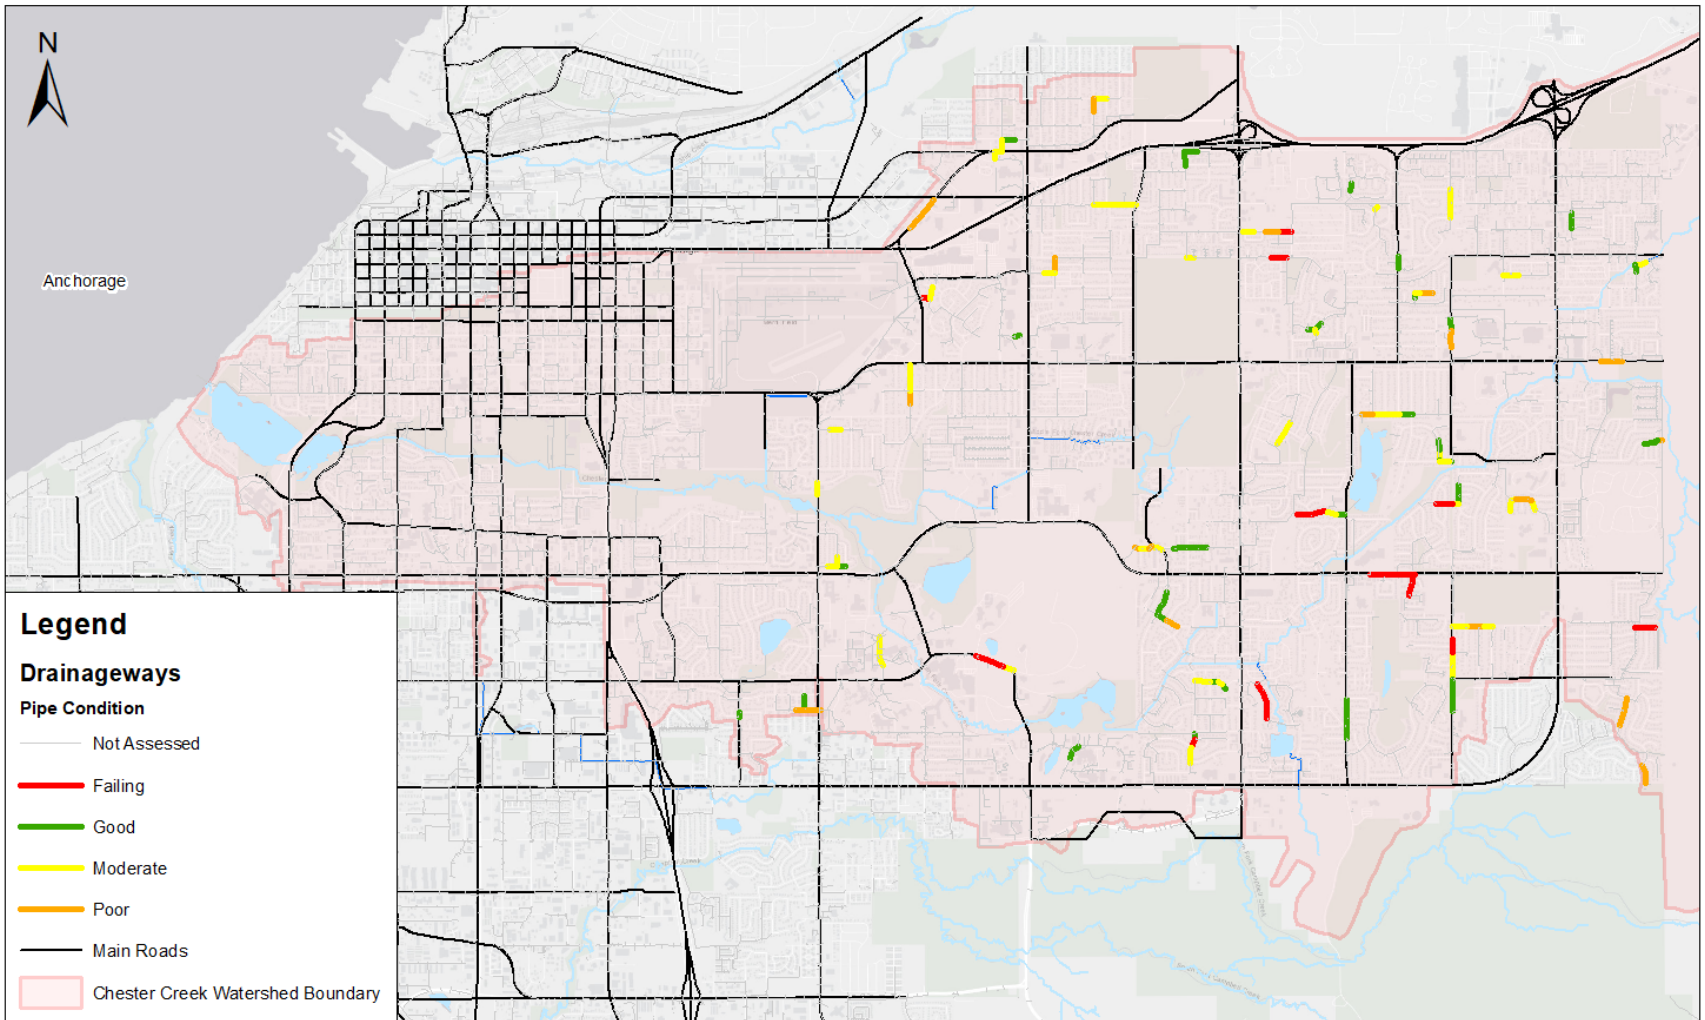 N
Anchorage
Legend
Drainageways
Pipe Condition
Not Assessed
Failing
Good
Moderate
Poor
Main Roads
Chester Creek Watershed Boundary